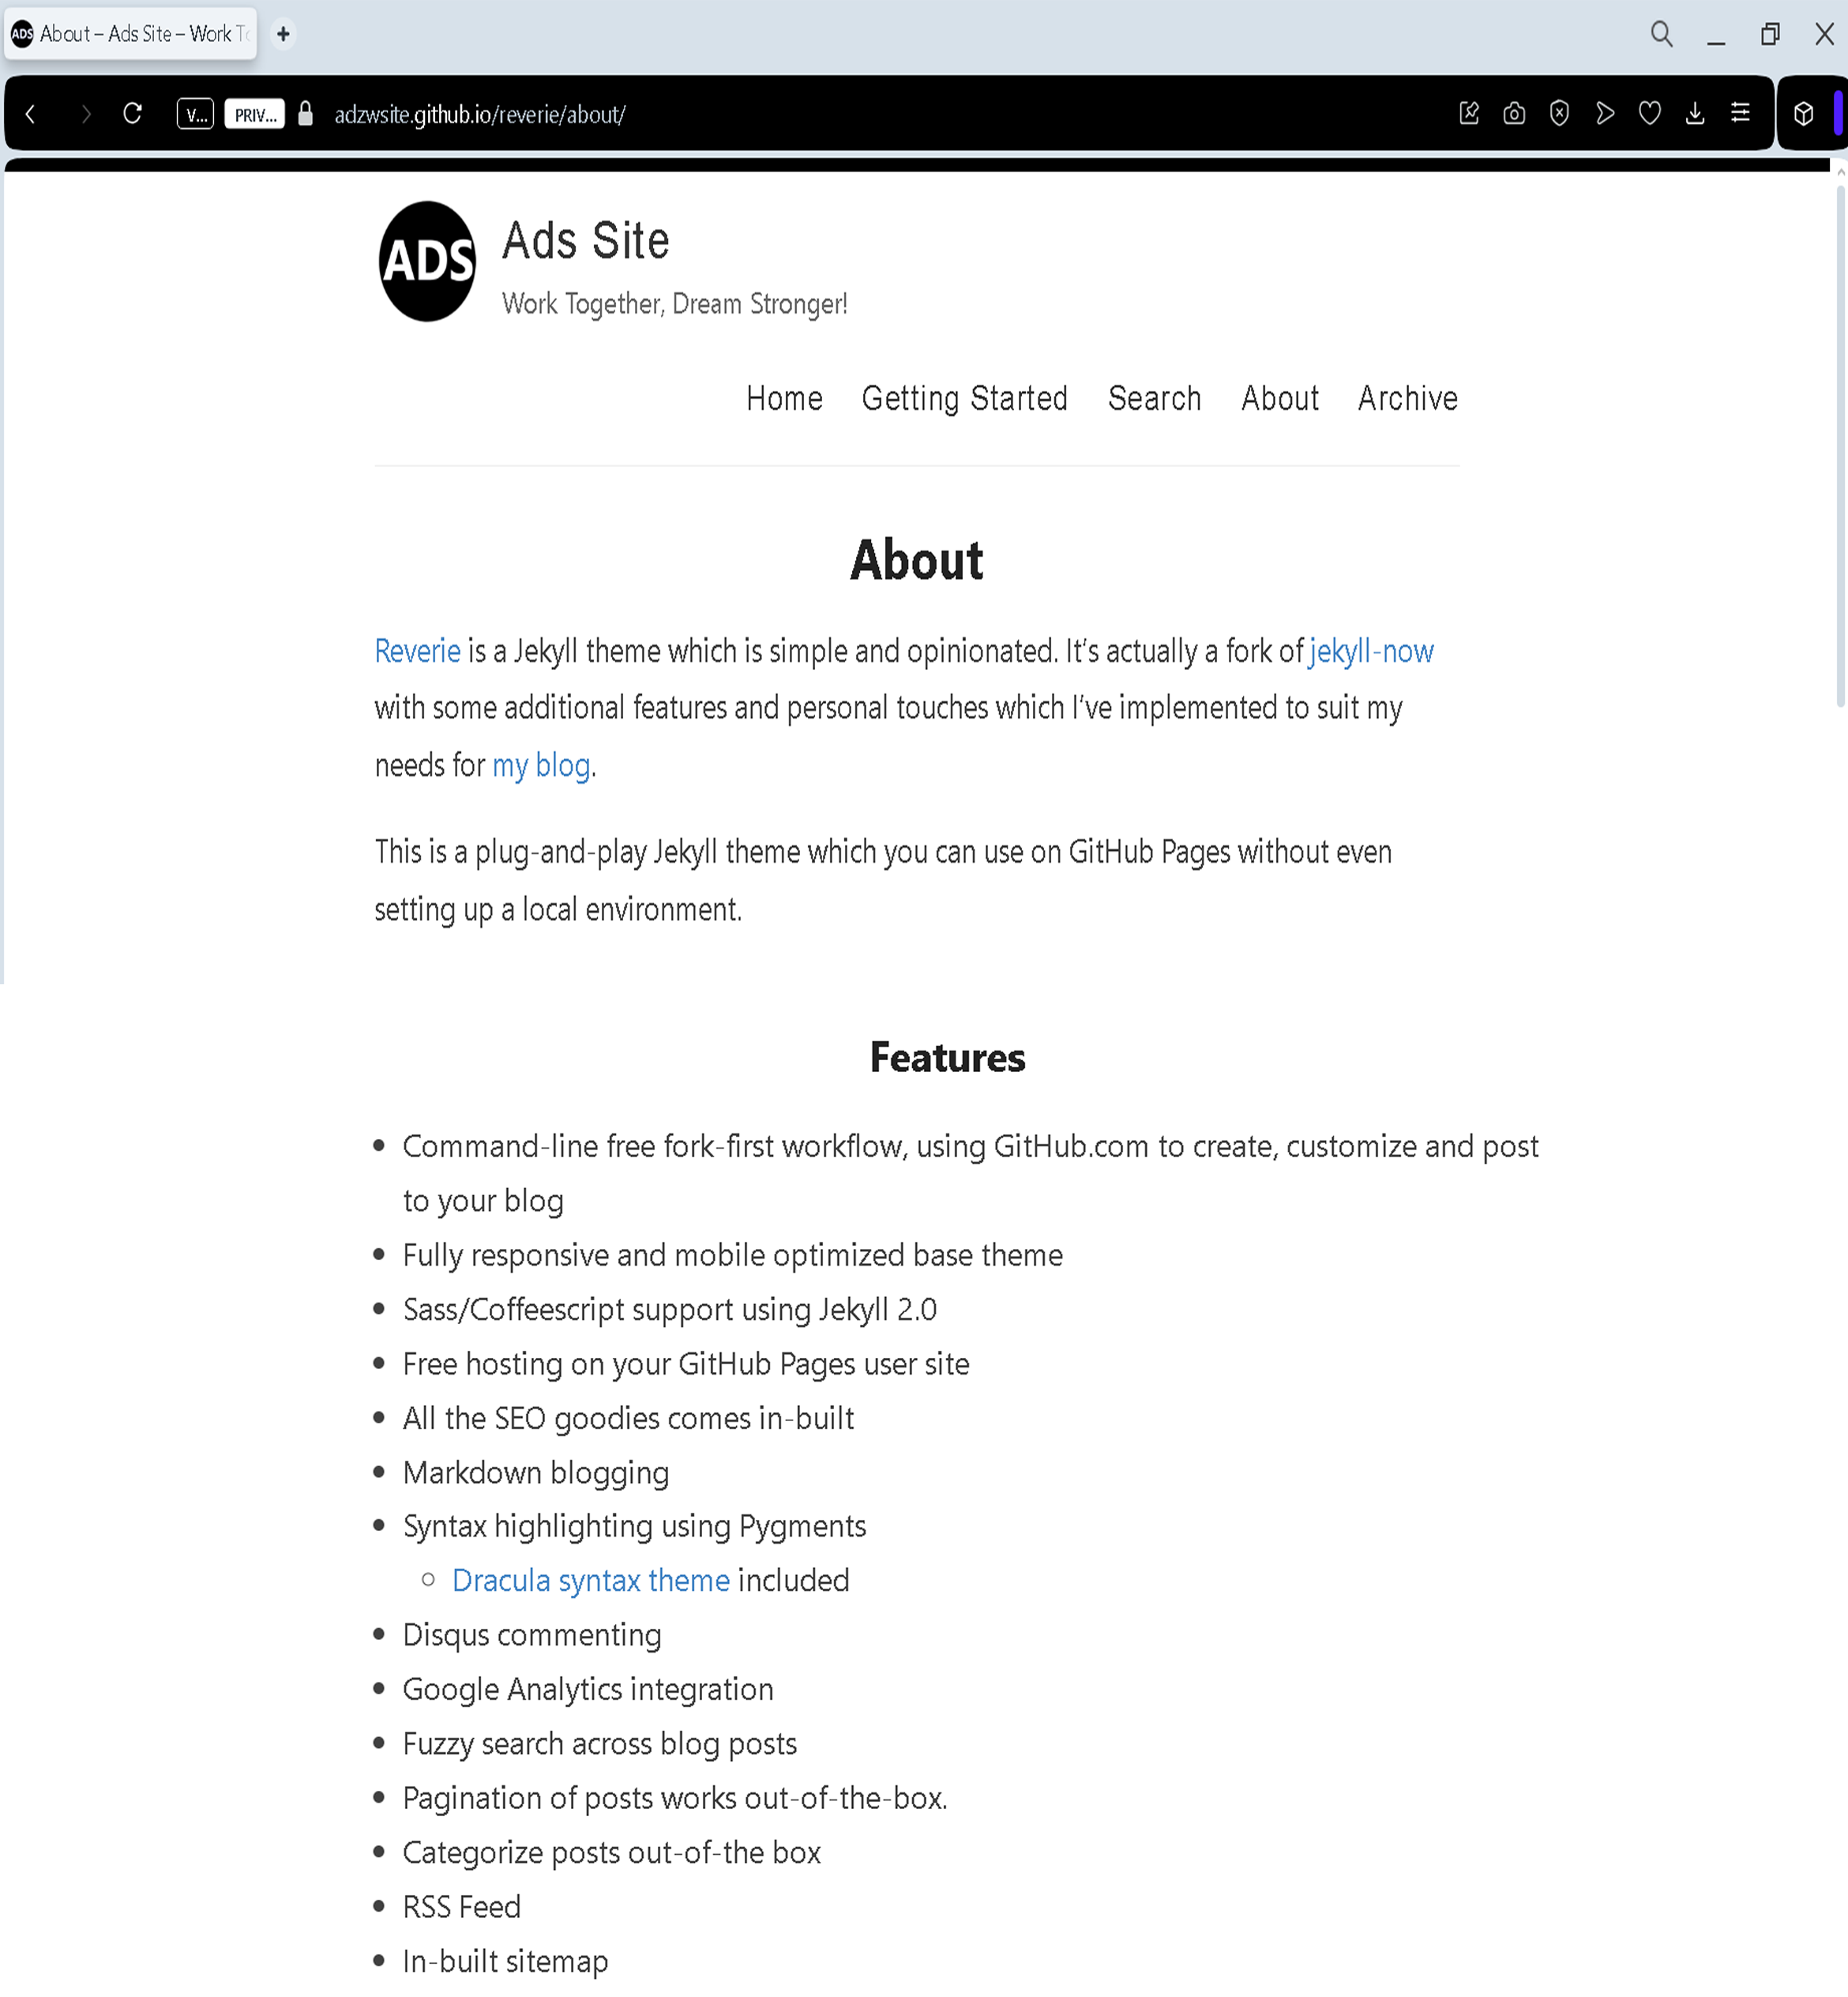 ADS About – Ads Site – Work To
V... PRIV... adzwsite.github.io/reverie/about/
ADS
Ads Site
Work Together, Dream Stronger!
Home Getting Started Search About Archive
About
Reverie is a Jekyll theme which is simple and opinionated. It’s actually a fork of jekyll-now
with some additional features and personal touches which I’ve implemented to suit my
needs for my blog.
This is a plug-and-play Jekyll theme which you can use on GitHub Pages without even
setting up a local environment.
Features
Command-line free fork-first workflow, using GitHub.com to create, customize and post
to your blog
Fully responsive and mobile optimized base theme
Sass/Coffeescript support using Jekyll 2.0
Free hosting on your GitHub Pages user site
All the SEO goodies comes in-built
Markdown blogging
Syntax highlighting using Pygments
Dracula syntax theme included
Disqus commenting
Google Analytics integration
Fuzzy search across blog posts
Pagination of posts works out-of-the-box.
Categorize posts out-of-the box
RSS Feed
In-built sitemap